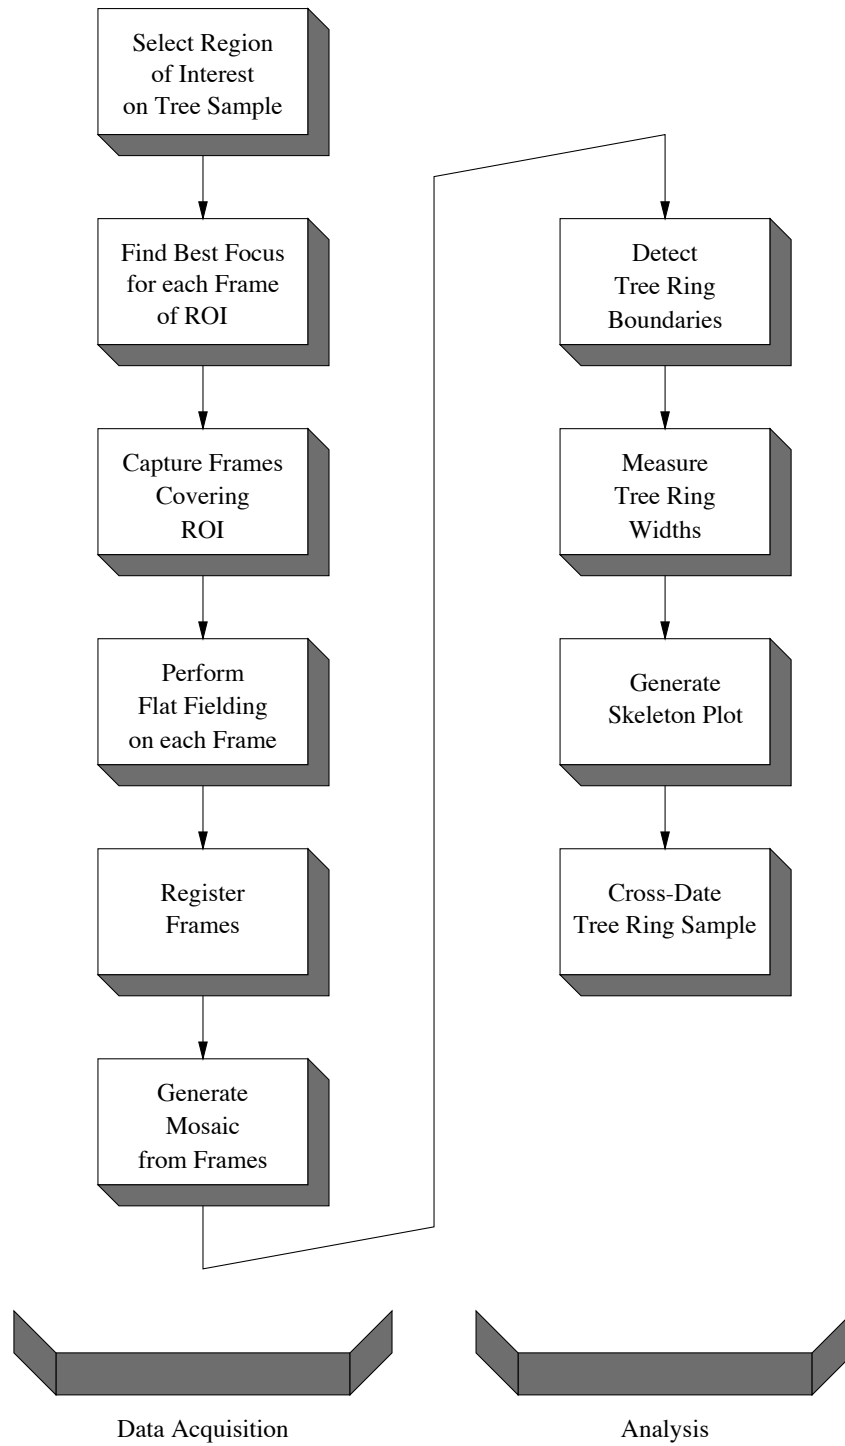 Select Region
of Interest
on Tree Sample
Find Best Focus
for each Frame
of ROI
Capture Frames
Covering
ROI
Perform
Flat Fielding
on each Frame
Register
Frames
Generate
Mosaic
from Frames
Detect
Tree Ring
Boundaries
Measure
Tree Ring
Widths
Generate
Skeleton Plot
Cross-Date
Tree Ring Sample
Data Acquisition
Analysis